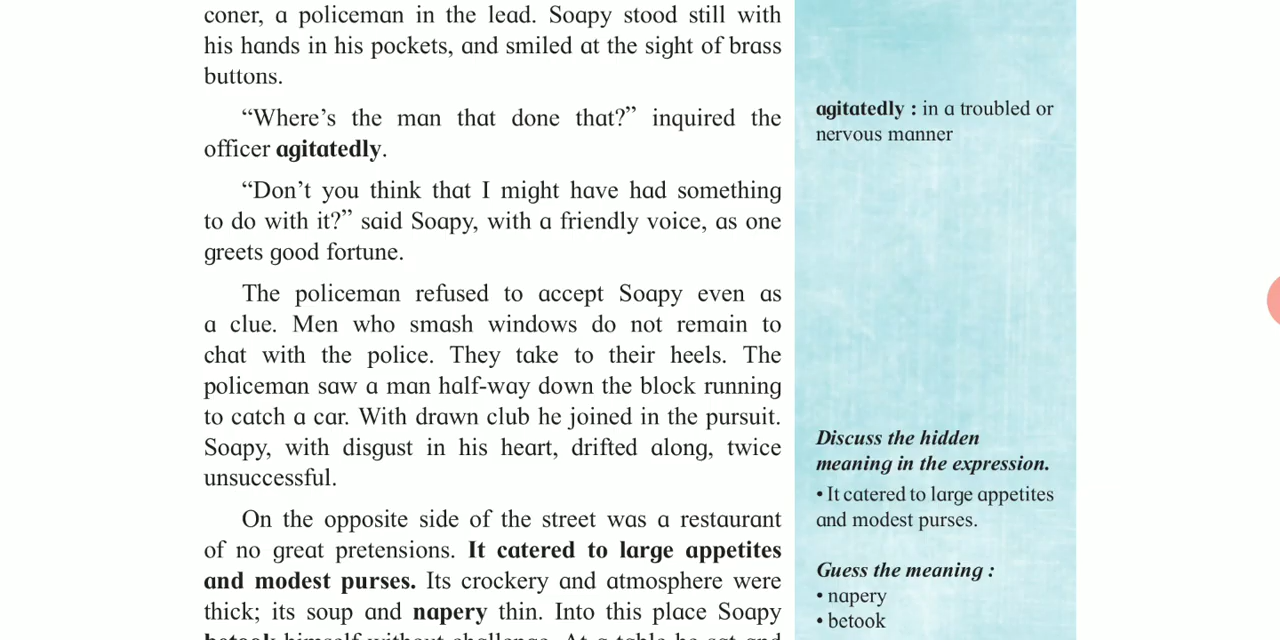 coner, a policeman in the lead. Soapy stood still with
his hands in his pockets, and smiled at the sight of brass
buttons.
“Where’s the man that done that?” inquired the
officer agitatedly.
“Don’t you think that I might have had something
to do with it?” said Soapy, with a friendly voice, as one
greets good fortune.
The policeman refused to accept Soapy even as
a clue. Men who smash windows do not remain to
chat with the police. They take to their heels. The
policeman saw a man half-way down the block running
to catch a car. With drawn club he joined in the pursuit.
Soapy, with disgust in his heart, drifted along, twice
unsuccessful.
On the opposite side of the street was a restaurant
of no great pretensions. It catered to large appetites
and modest purses. Its crockery and atmosphere were
thick; its soup and napery thin. Into this place Soapy
betook himself without challenge. At a table he sat and
agitatedly : in a troubled or
nervous manner
Discuss the hidden
meaning in the expression.
• It catered to large appetites
and modest purses.
Guess the meaning :
• napery
• betook